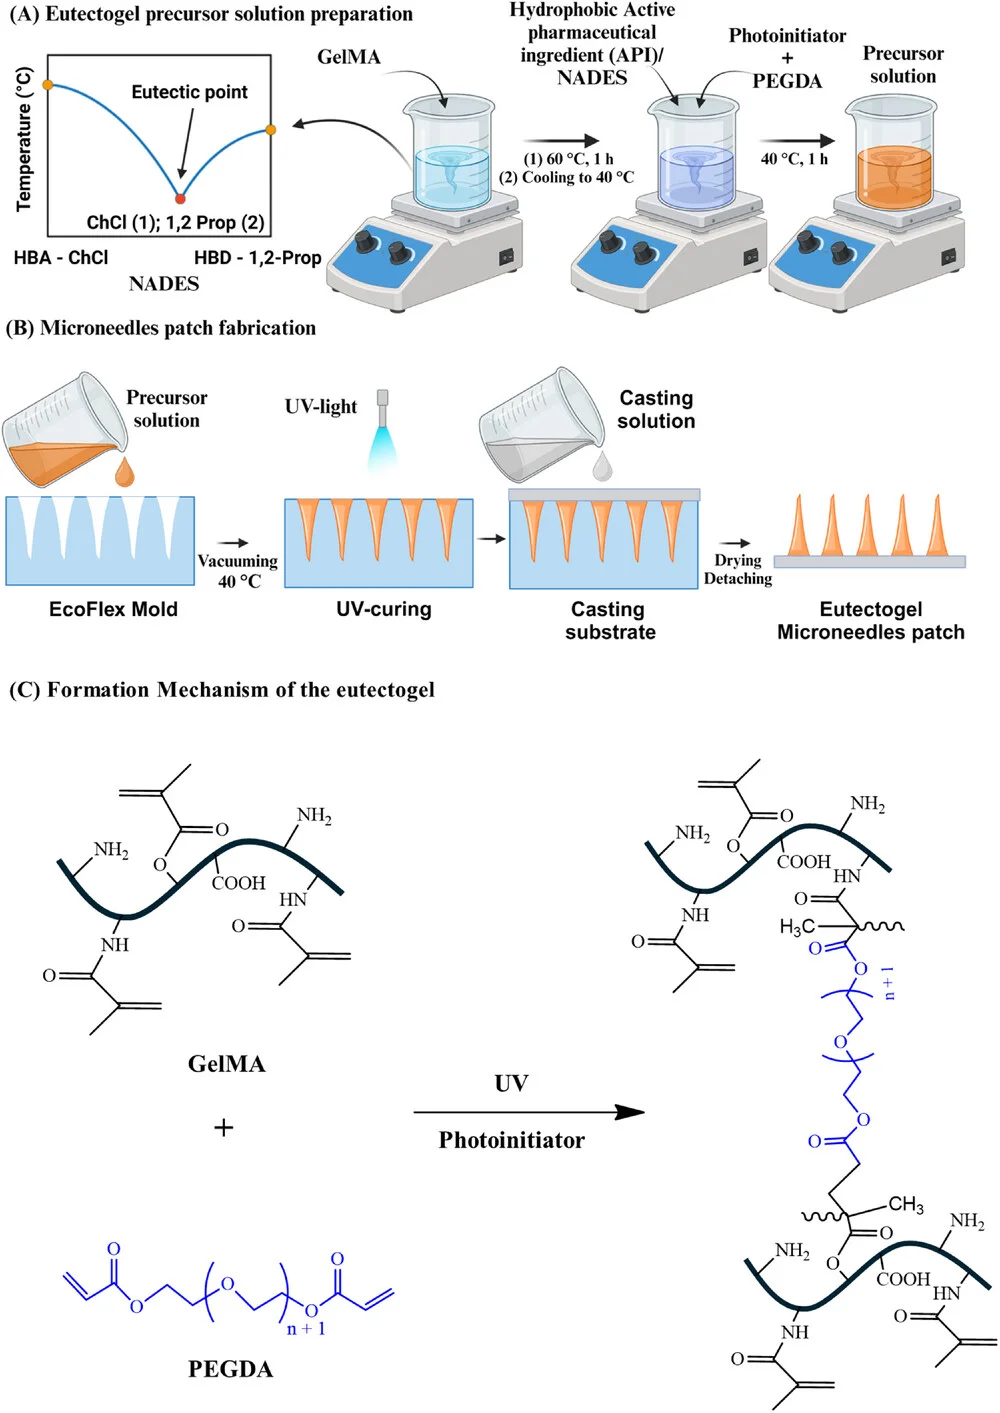 (A) Eutectogel precursor solution preparation
Temperature (°C)
Eutectic point
ChCl (1); 1,2 Prop (2)
HBA - ChCl
HBD - 1,2-Prop
NADES
GelMA
(1) 60 °C, 1 h
(2) Cooling to 40 °C
Hydrophobic Active
pharmaceutical
ingredient (API)/
NADES
Photoinitiator
+
PEGDA
40 °C, 1 h
Precursor
solution
(B) Microneedles patch fabrication
Precursor
solution
EcoFlex Mold
Vacuuming
40 °C
UV-light
UV-curing
Casting
solution
Casting
substrate
Drying
Detaching
Eutectogel
Microneedles patch
(C) Formation Mechanism of the eutectogel
NH2
O
O
NH2
COOH
HN
O
NH
O
GelMA
+
O
O
O
O
O
n + 1
PEGDA
UV
Photoinitiator
O
NH2
NH2
O
COOH
HN
O
NH
O
H3C
O
O
n + 1
O
O
O
CH3
O
O
NH2
NH2
COOH
HN
O
NH
O